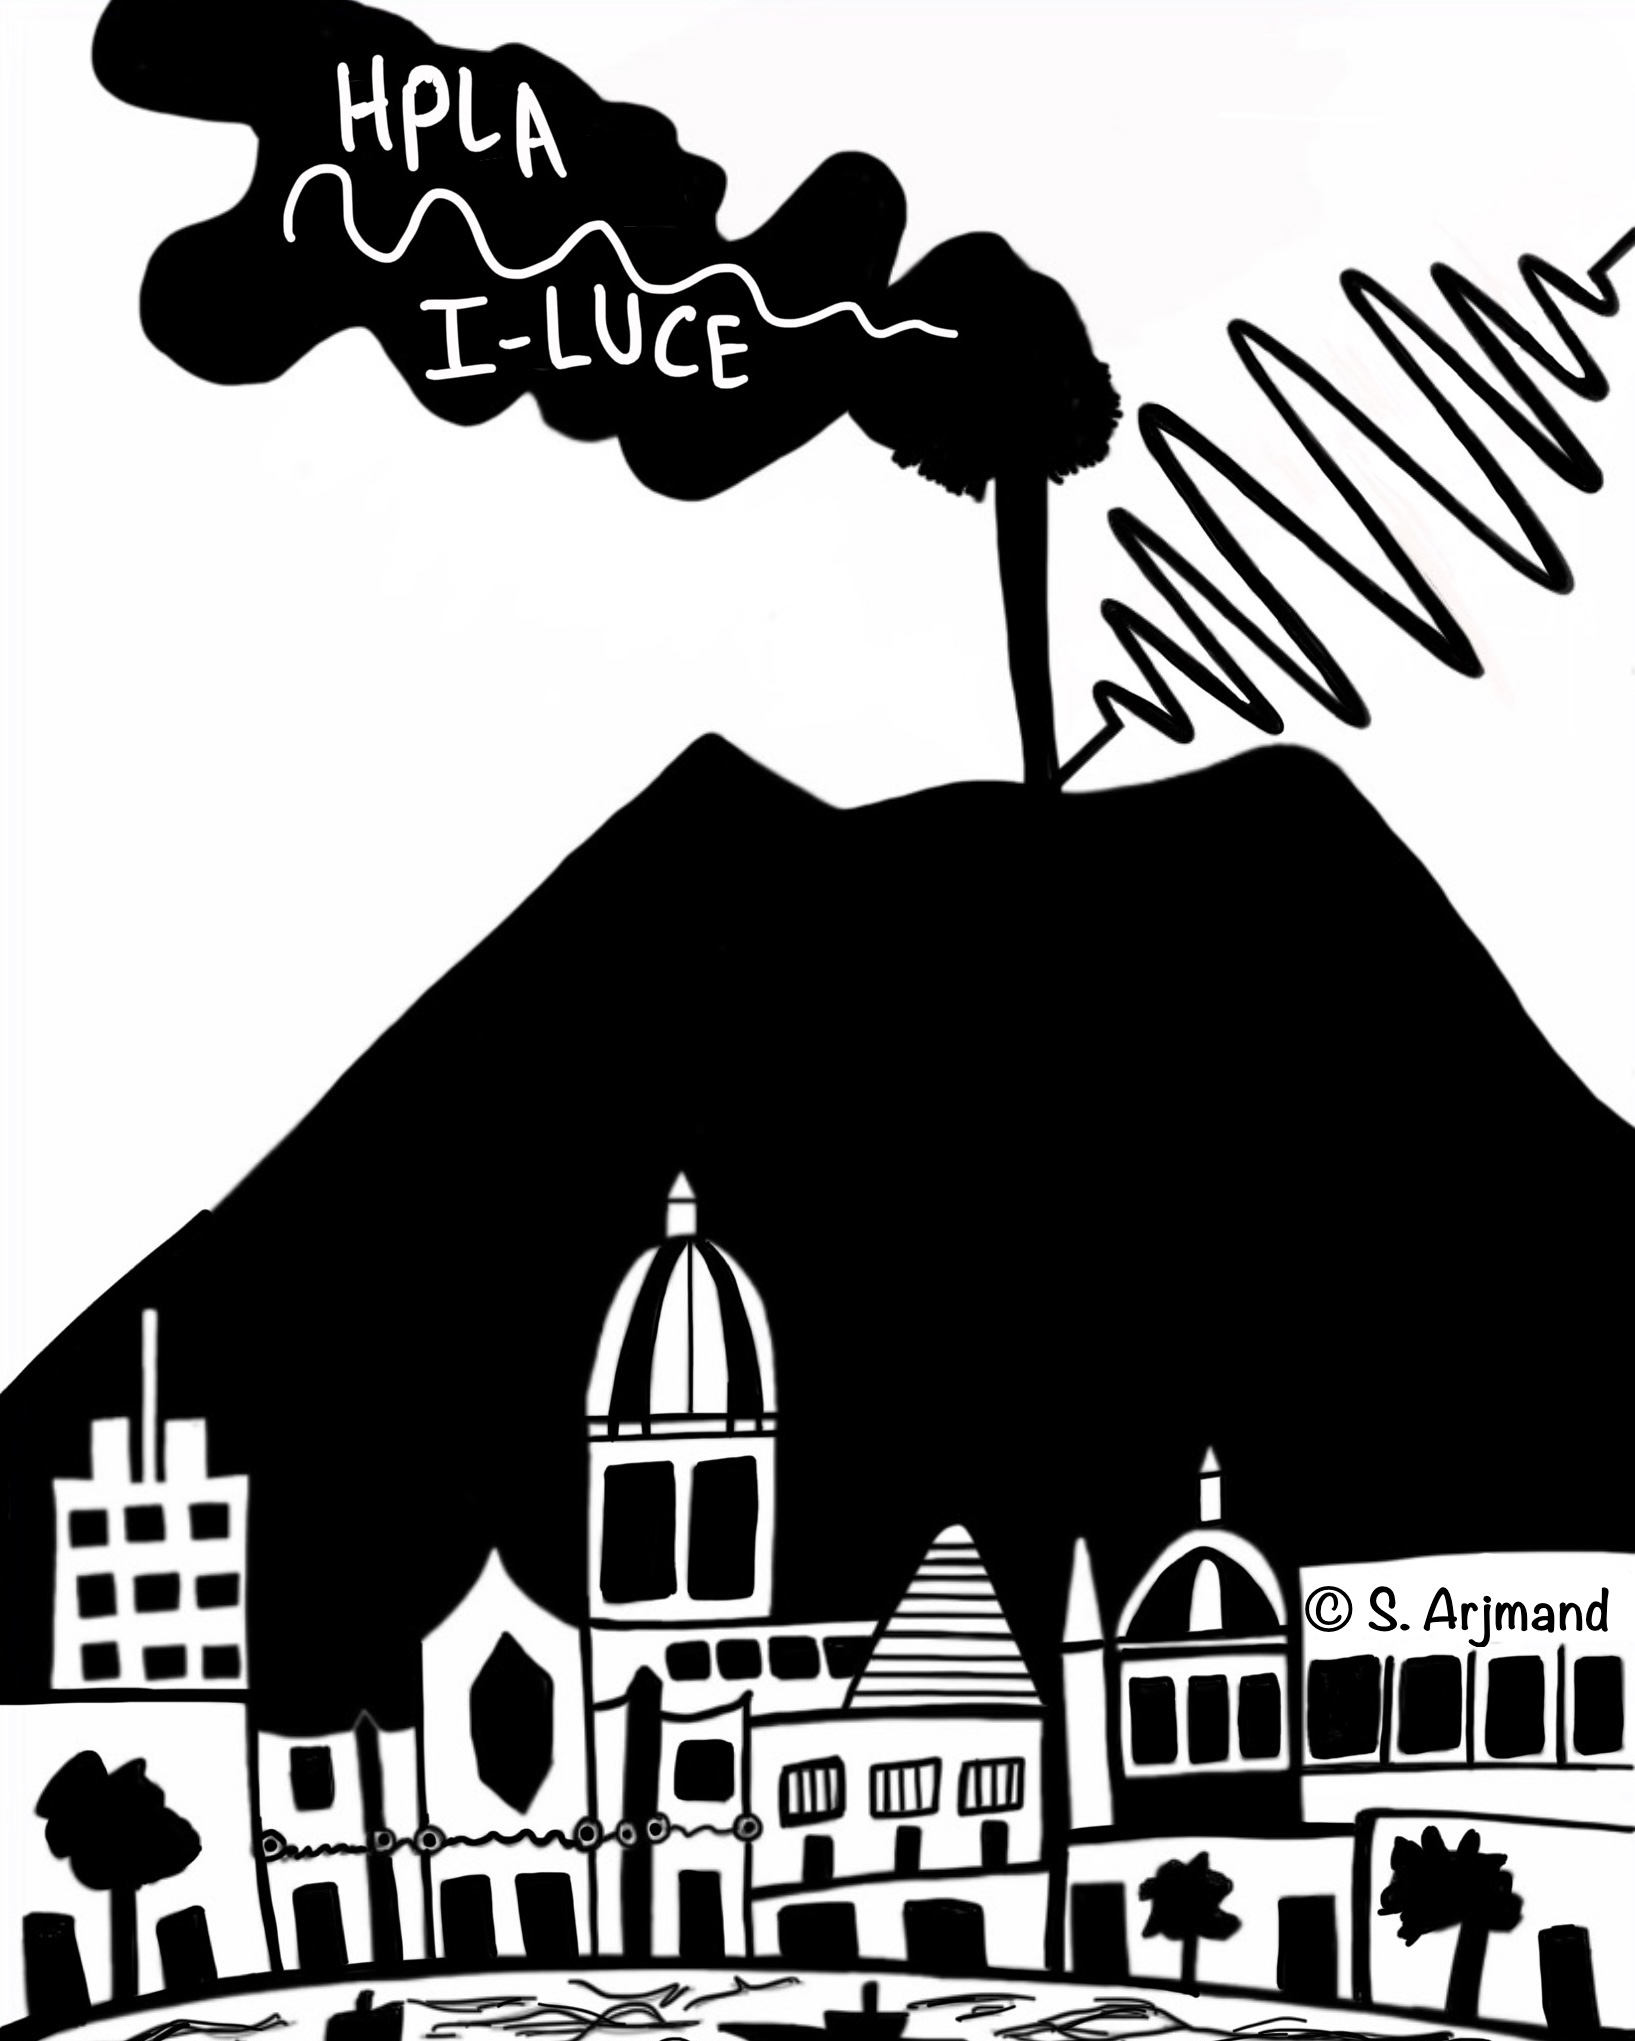 HPLA
I-LUCE
© S. Arjmand